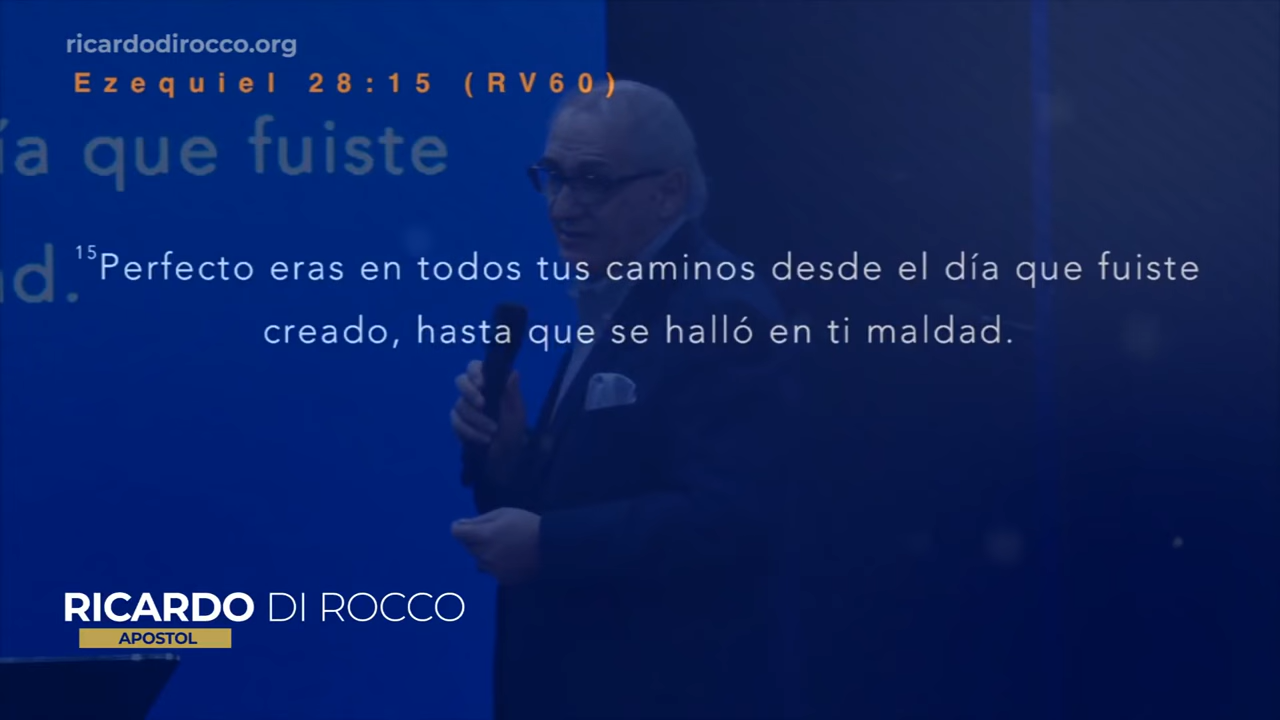 ricardodirocco.org
Ezequiel 28:15 (RV60)
ía que fuiste
15Perfecto eras en todos tus caminos desde el día que fuiste
ad.
creado, hasta que se halló en ti maldad.
RICARDO DI ROCCO
APOSTOL